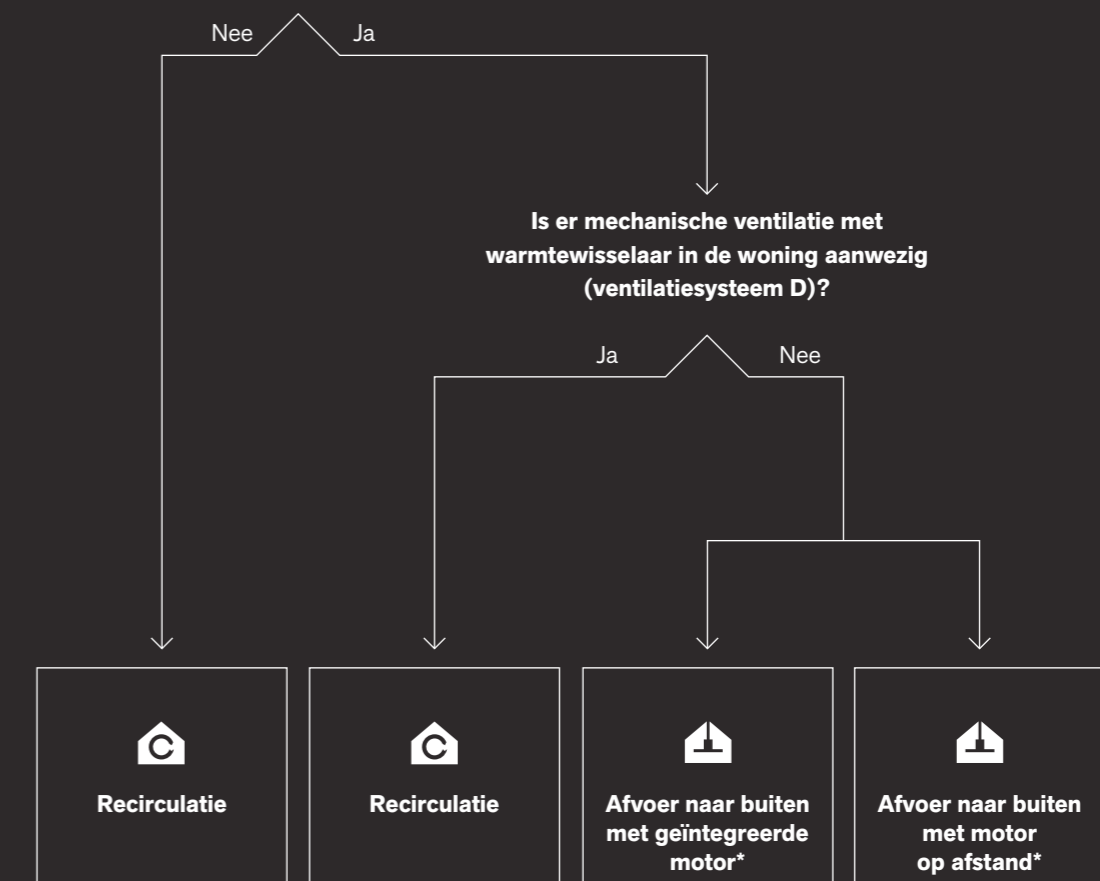 Nee
Ja
Is er mechanische ventilatie met
warmtewisselaar in de woning aanwezig
(ventilatiesysteem D)?
Ja
Nee
Recirculatie
Recirculatie
Afvoer naar buiten
met geïntegreerde
motor*
Afvoer naar buiten
met motor
op afstand*